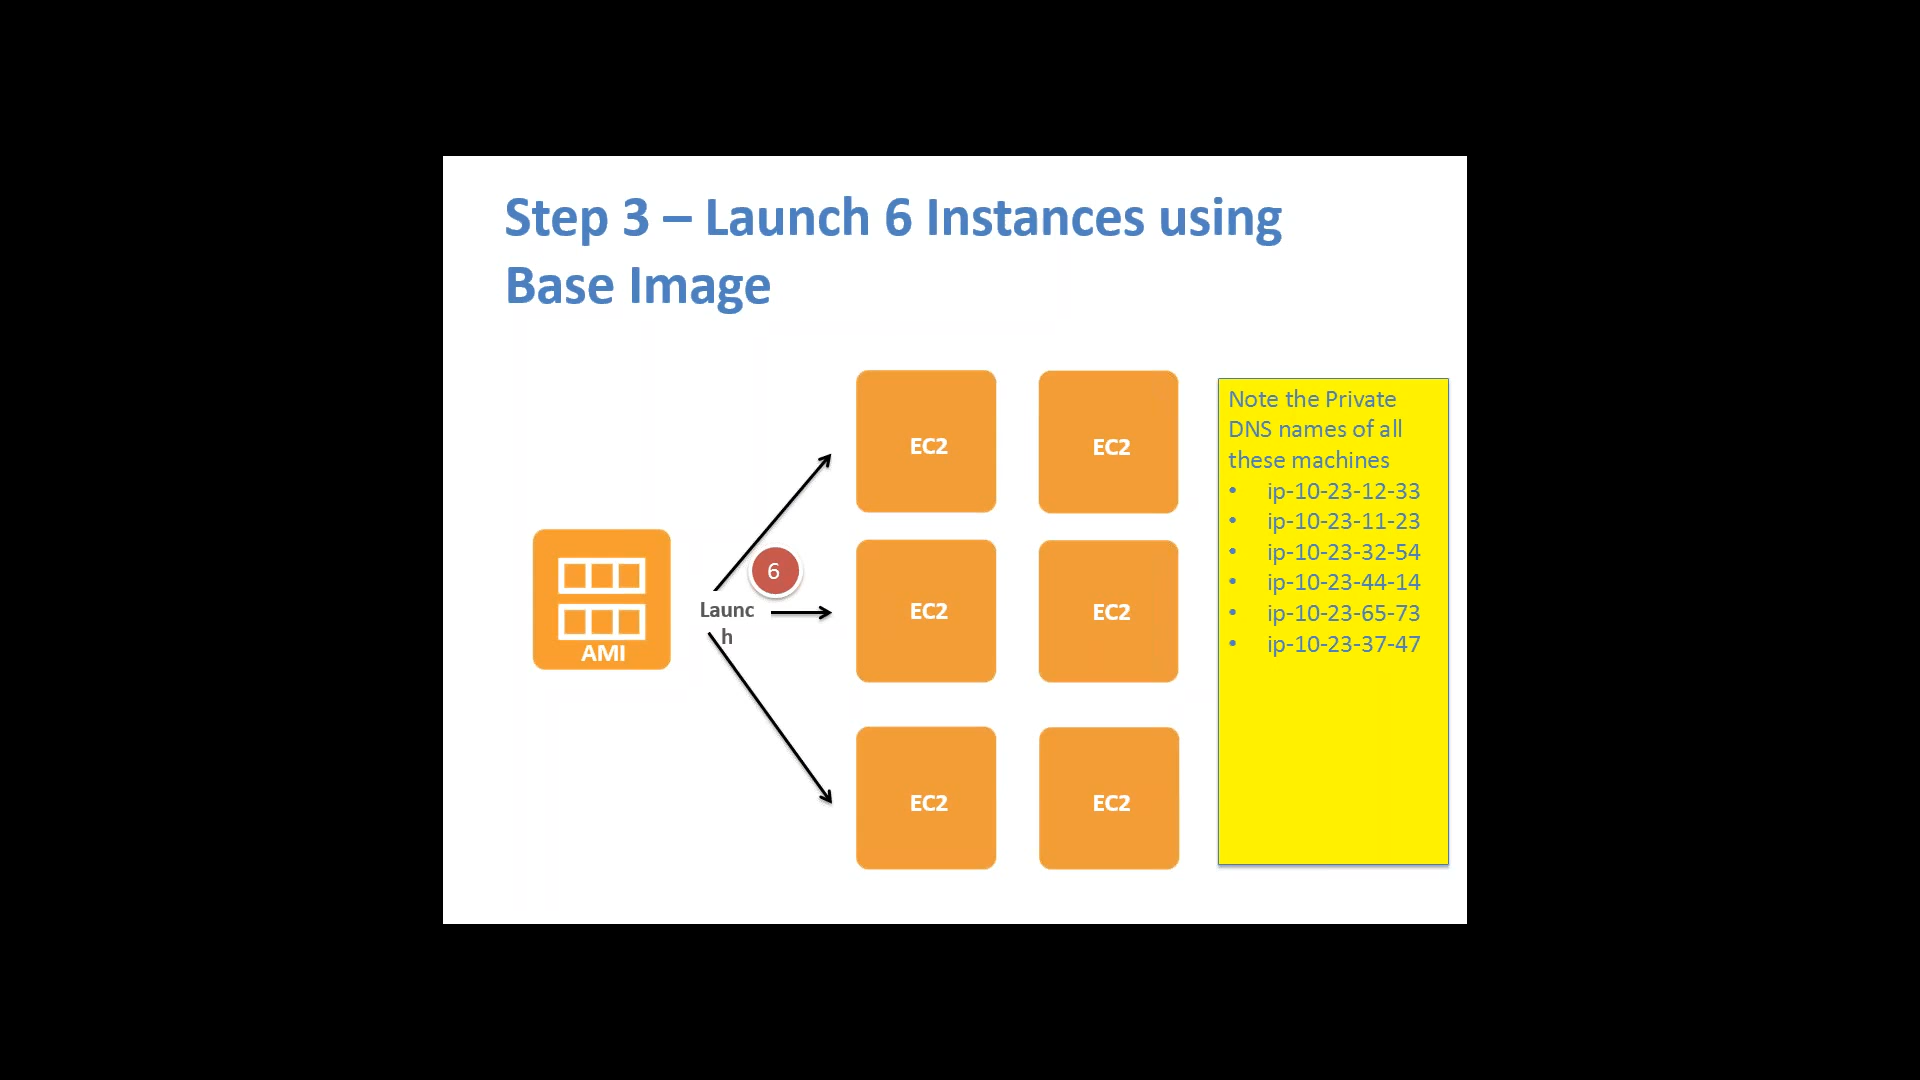 Step 3 – Launch 6 Instances using
Base Image
EC2
EC2
Note the Private
DNS names of all
these machines
• ip-10-23-12-33
• ip-10-23-11-23
• ip-10-23-32-54
• ip-10-23-44-14
• ip-10-23-65-73
• ip-10-23-37-47
6
Launc
h
EC2
EC2
AMI
EC2
EC2